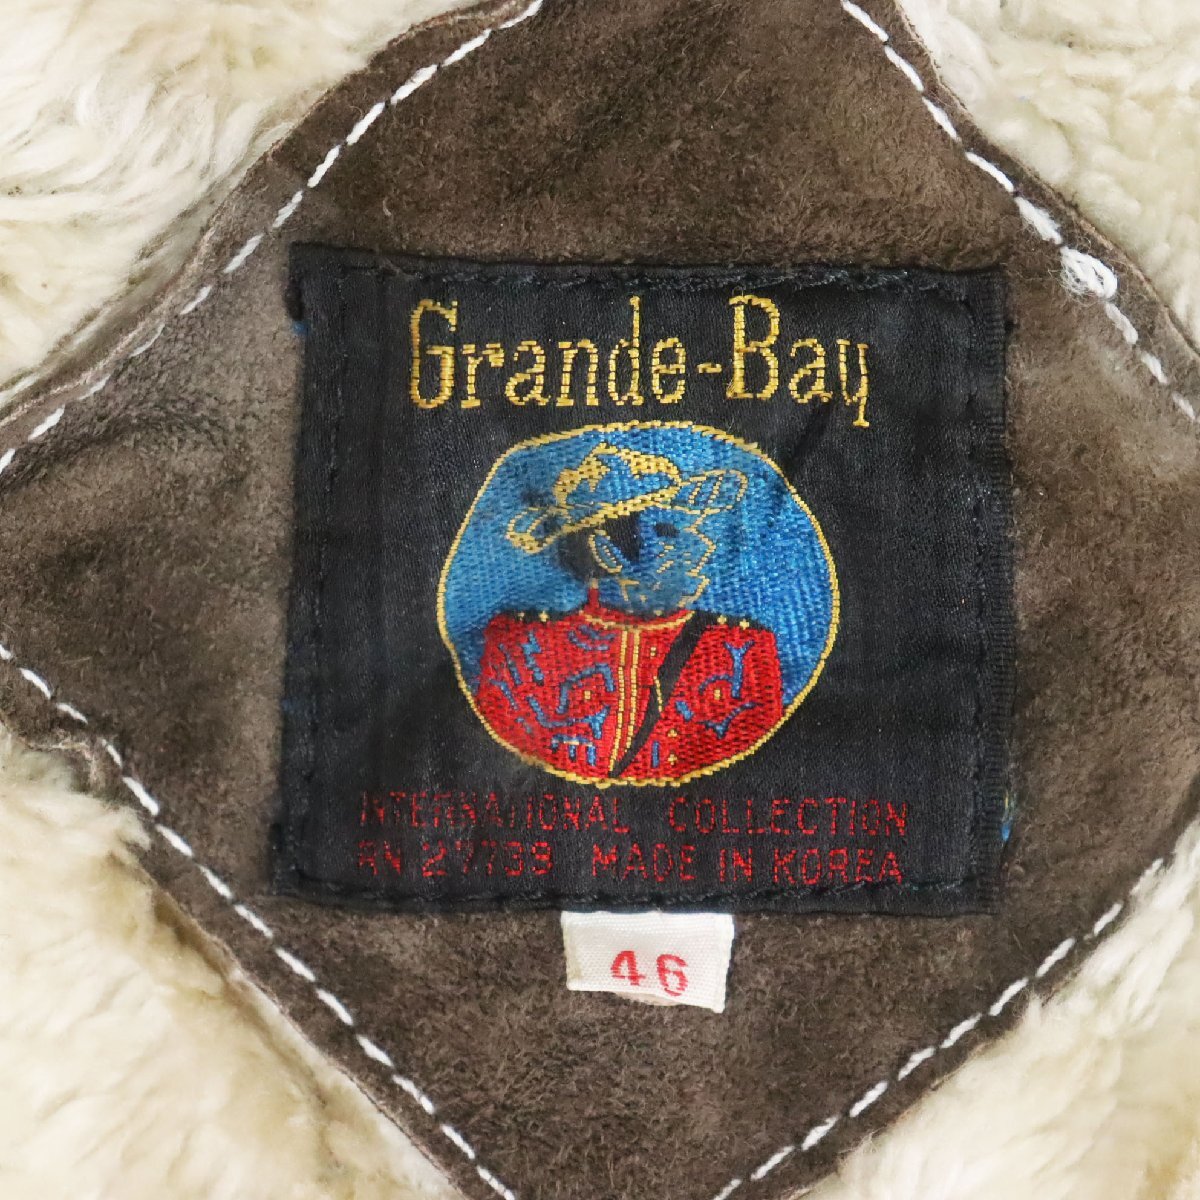 Grande-Bay
INTERNATIONAL COLLECTION
RN 27739 MADE IN KOREA
46